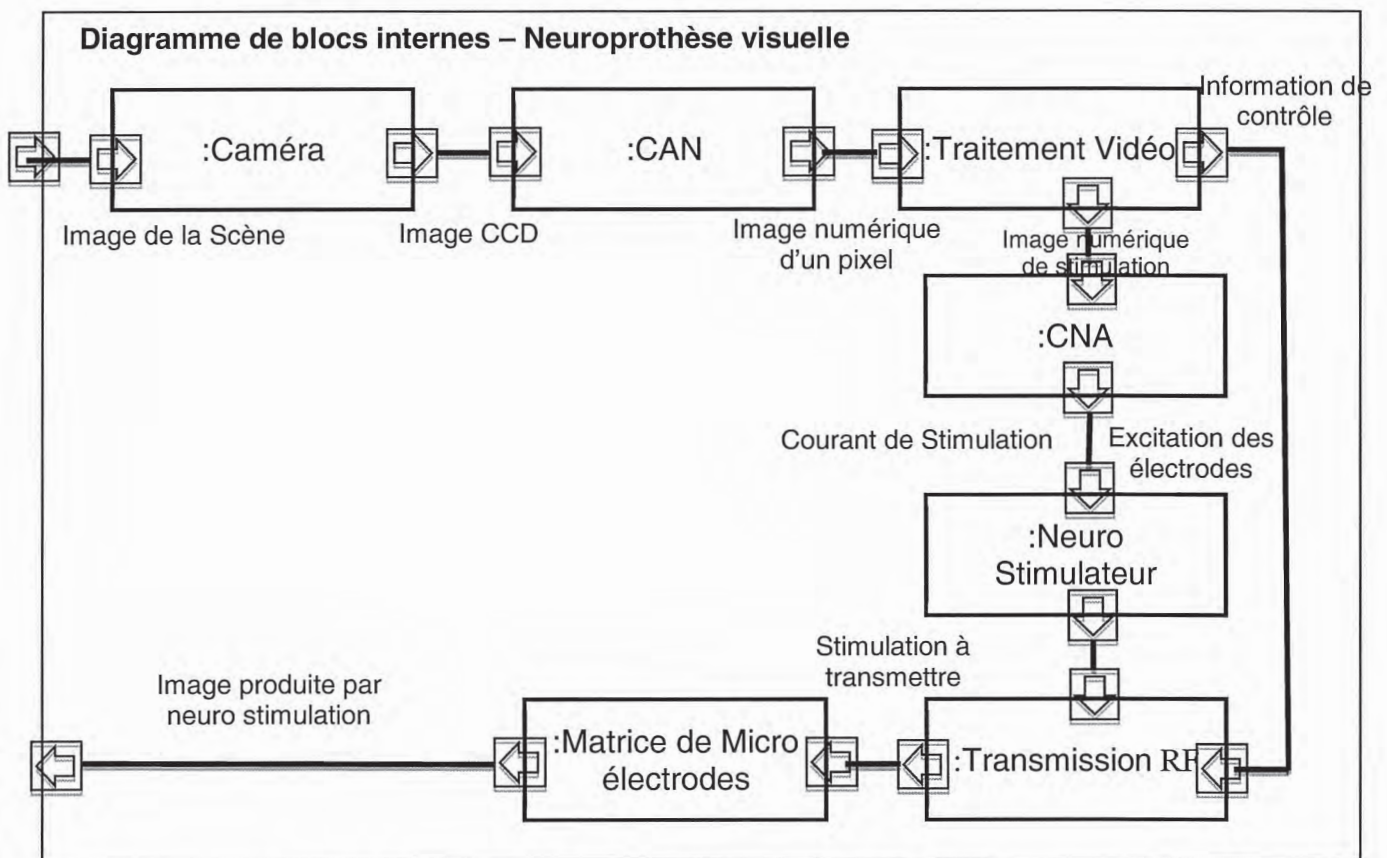 Diagramme de blocs internes – Neuroprothèse visuelle
Information de
contrôle
:Caméra
:CAN
:Traitement Vidéo
Image de la Scène
Image CCD
Image numérique
d'un pixel
Image numérique
de stimulation
:CNA
Courant de Stimulation
Excitation des
électrodes
:Neuro
Stimulateur
Stimulation à
transmettre
Image produite par
neuro stimulation
:Matrice de Micro
électrodes
:Transmission RF